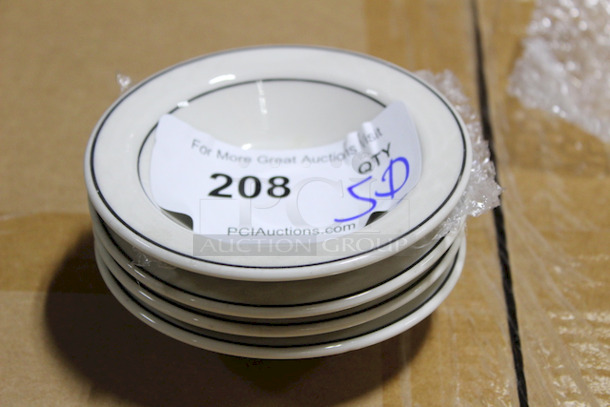 For More Great Auctions visit
208
QTY
50
PCIAuctions.com
PCI
AUCTION GROUP